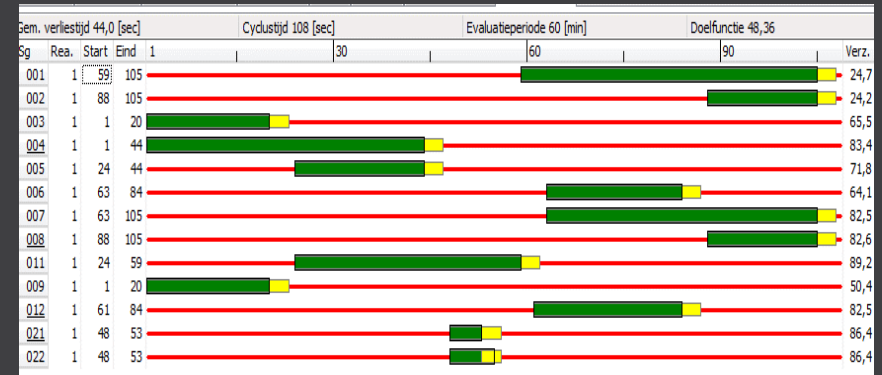 Gem. verliestijd 44,0 [sec] Cyclustijd 108 [sec] Evaluatieperiode 60 [min] Doelfunctie 48,36
Sg Rea. Start Eind 1 30 60 90 Verz.
001 1 59 105 24,7
002 1 88 105 24,2
003 1 1 20 65,5
004 1 1 44 83,4
005 1 24 44 71,8
006 1 63 84 64,1
007 1 63 105 82,5
008 1 88 105 82,6
011 1 24 59 89,2
009 1 1 20 50,4
012 1 61 84 82,5
021 1 48 53 86,4
022 1 48 53 86,4